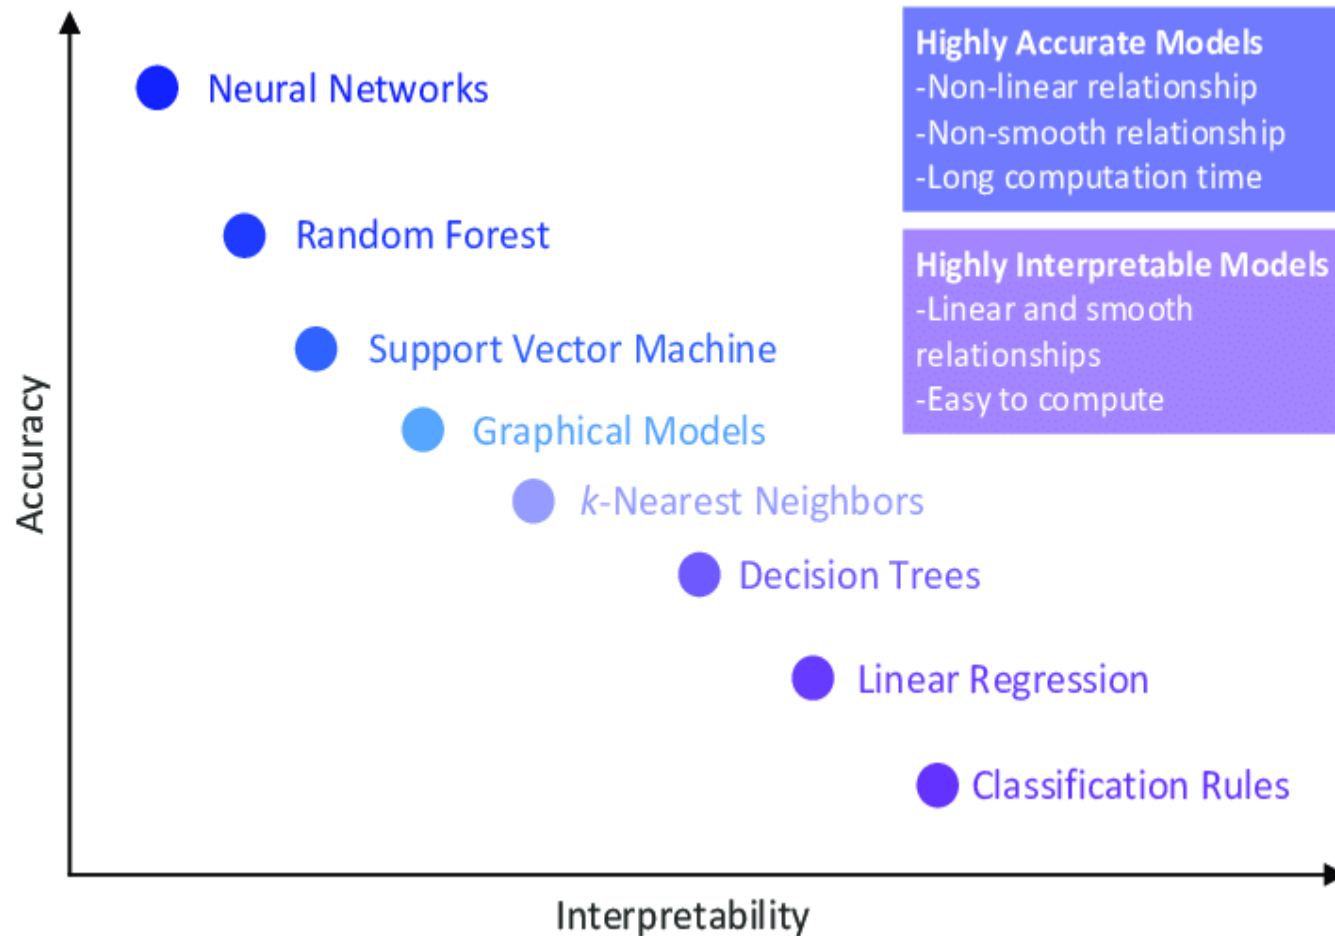 Highly Accurate Models
-Non-linear relationship
-Non-smooth relationship
-Long computation time
Highly Interpretable Models
-Linear and smooth
relationships
-Easy to compute
Neural Networks
Random Forest
Support Vector Machine
Graphical Models
k-Nearest Neighbors
Decision Trees
Linear Regression
Classification Rules
Accuracy
Interpretability